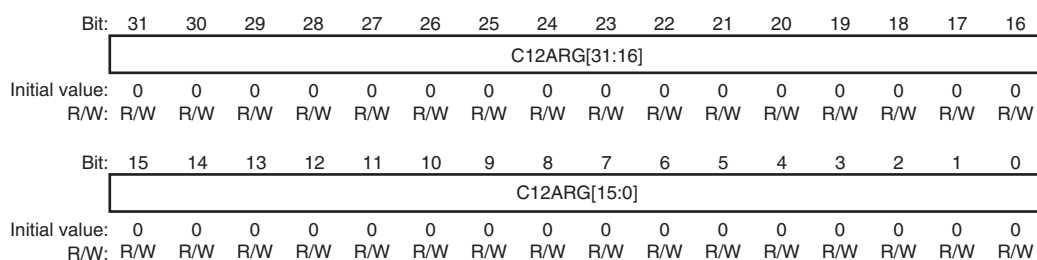 Bit: 31 30 29 28 27 26 25 24 23 22 21 20 19 18 17 16
C12ARG[31:16]
Initial value: 0 0 0 0 0 0 0 0 0 0 0 0 0 0 0 0
R/W: R/W R/W R/W R/W R/W R/W R/W R/W R/W R/W R/W R/W R/W R/W R/W R/W
Bit: 15 14 13 12 11 10 9 8 7 6 5 4 3 2 1 0
C12ARG[15:0]
Initial value: 0 0 0 0 0 0 0 0 0 0 0 0 0 0 0 0
R/W: R/W R/W R/W R/W R/W R/W R/W R/W R/W R/W R/W R/W R/W R/W R/W R/W